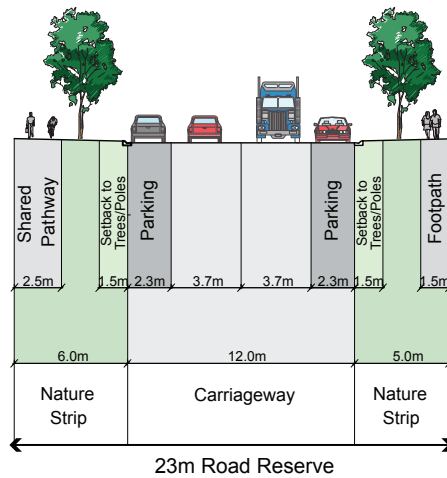 Shared
Pathway
Setback to
Trees/Poles
Parking
Parking
Setback to
Trees/Poles
Footpath
2.5m
1.5m
2.3m
3.7m
3.7m
2.3m
1.5m
1.5m
6.0m
12.0m
5.0m
Nature
Strip
Carriageway
Nature
Strip
23m Road Reserve